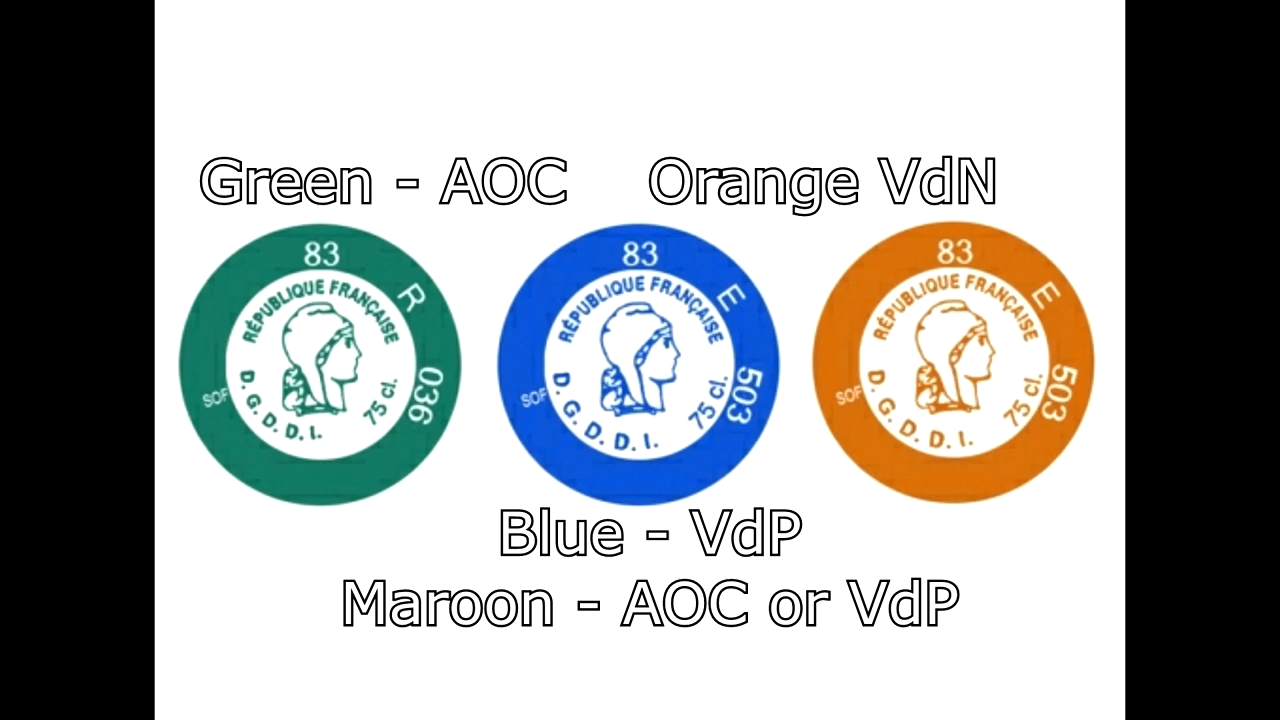 Green - AOC
Orange VdN
83
R
036
RÉPUBLIQUE FRANÇAISE
D. G. D. D. I.
75 cl.
SOF
83
E
503
RÉPUBLIQUE FRANÇAISE
D. G. D. D. I.
75 cl.
SOF
83
E
503
RÉPUBLIQUE FRANÇAISE
D. G. D. D. I.
75 cl.
SOF
Blue - VdP
Maroon - AOC or VdP